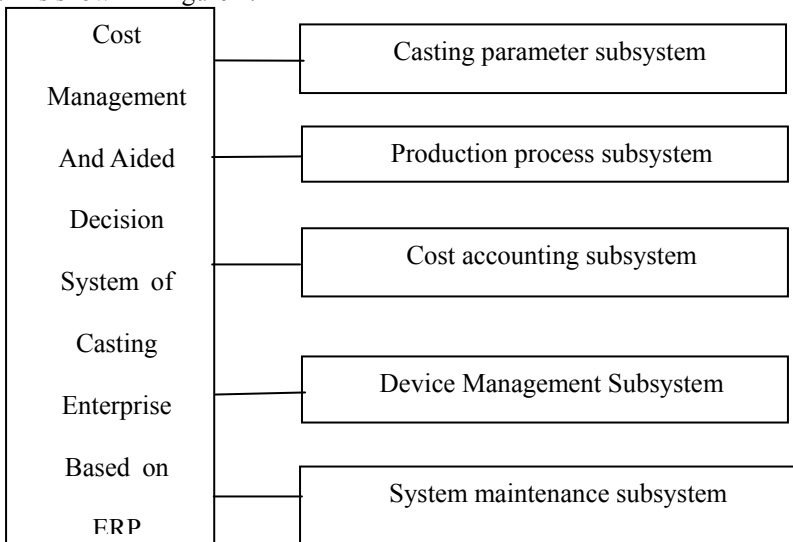 Cost
Management
And Aided
Decision
System of
Casting
Enterprise
Based on
ERP
Casting parameter subsystem
Production process subsystem
Cost accounting subsystem
Device Management Subsystem
System maintenance subsystem